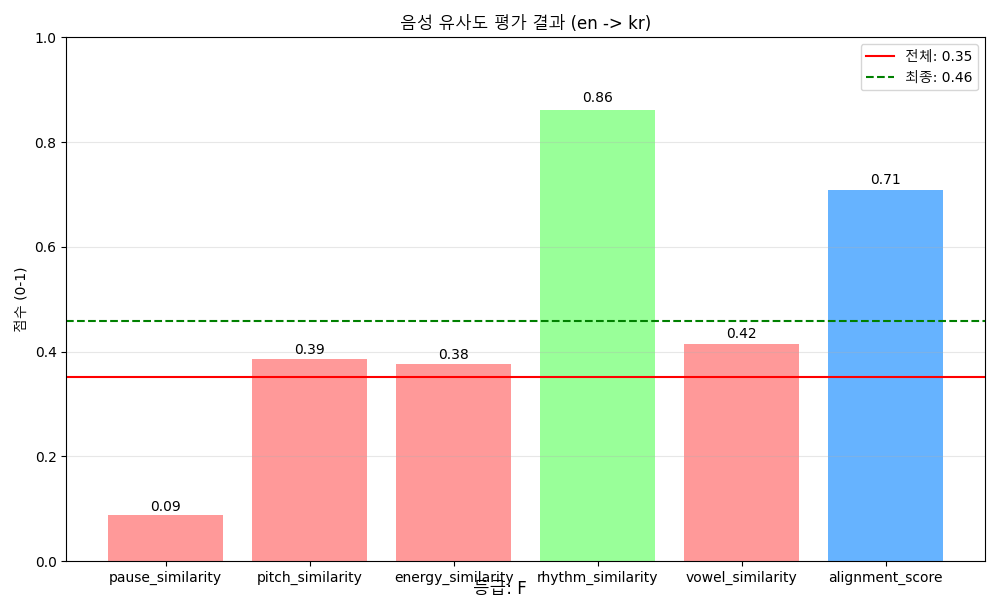 음성 유사도 평가 결과 (en -> kr)
전체: 0.35
최종: 0.46
점수 (0-1)
1.0
0.8
0.6
0.4
0.2
0.0
0.09
0.39
0.38
0.86
0.42
0.71
pause_similarity
pitch_similarity
energy_similarity
rhythm_similarity
vowel_similarity
alignment_score
등급: F